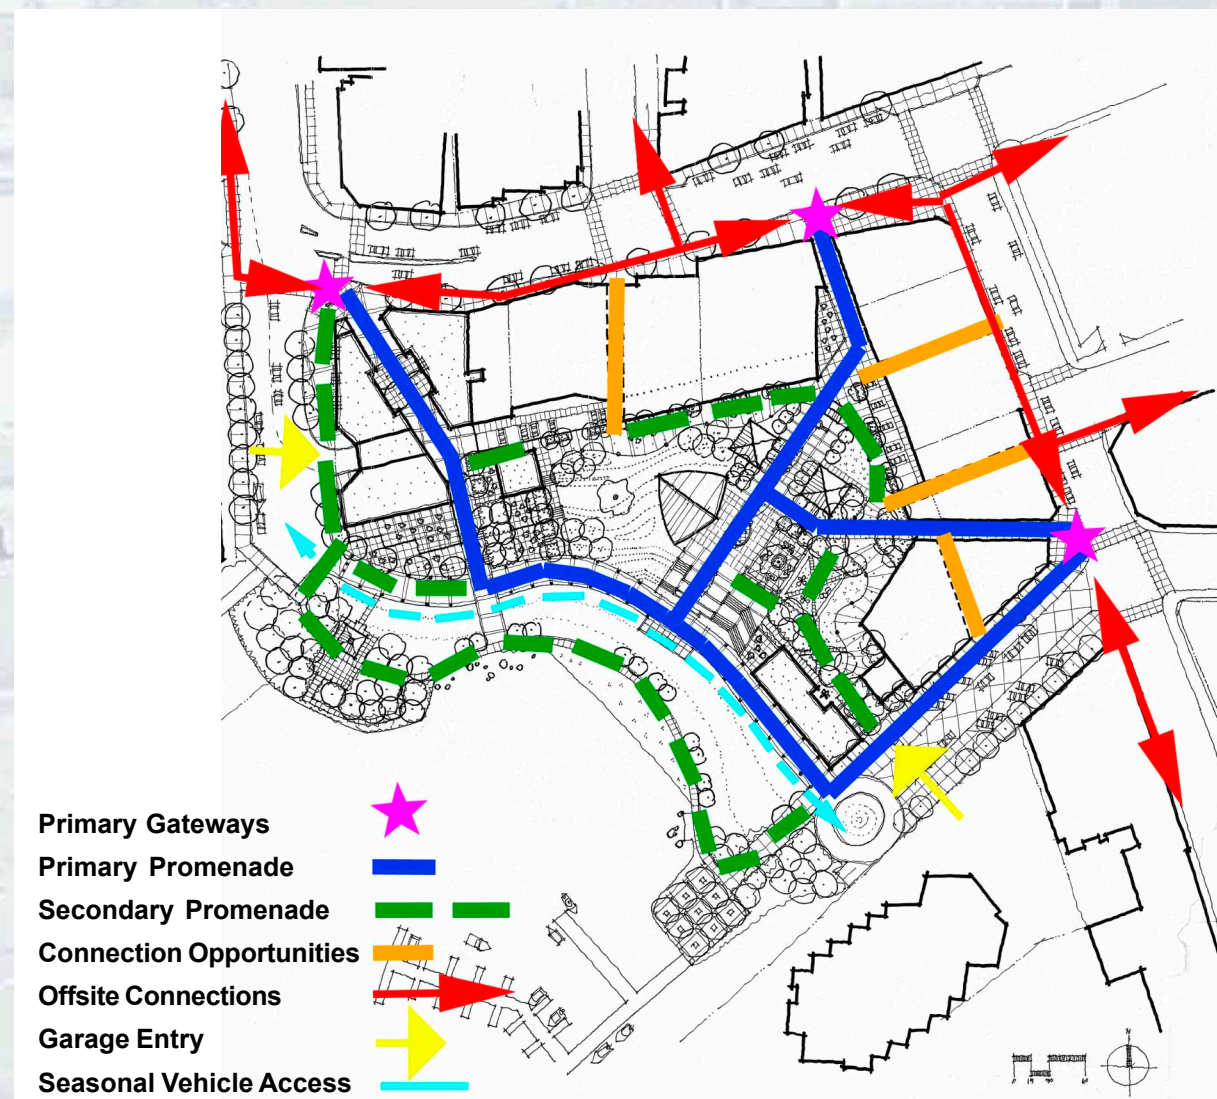 Primary Gateways
Primary Promenade
Secondary Promenade
Connection Opportunities
Offsite Connections
Garage Entry
Seasonal Vehicle Access